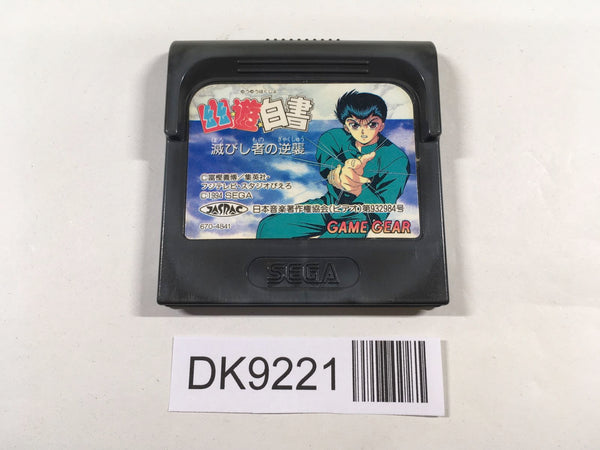 ゆうゆうはくしょ
幽☆遊☆白書
ほろ もの ぎゃくしゅう
滅びし者の逆襲
©冨樫義博／集英社・
フジテレビ・スタジオぴえろ
©1994 SEGA
JASRAC 日本音楽著作権協会(ビデオ)第932984号
670-4841 GAME GEAR
SEGA
DK9221